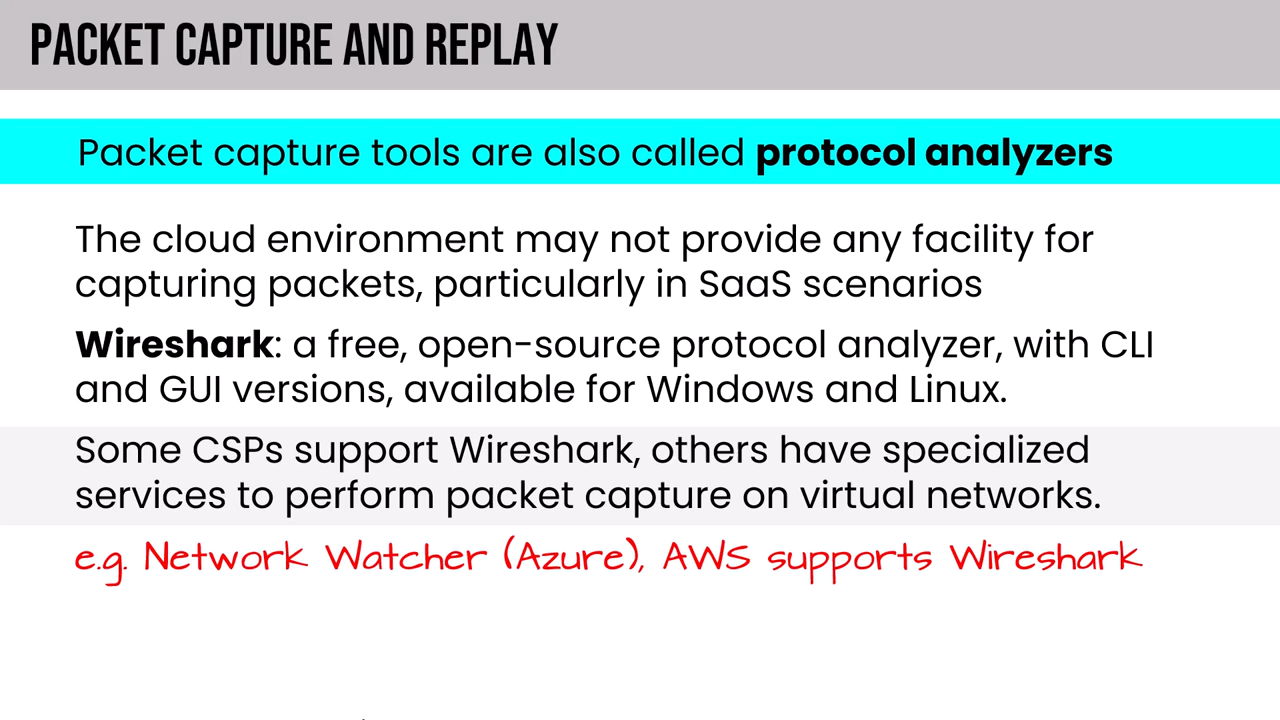 PACKET CAPTURE AND REPLAY
Packet capture tools are also called protocol analyzers
The cloud environment may not provide any facility for
capturing packets, particularly in SaaS scenarios
Wireshark: a free, open-source protocol analyzer, with CLI
and GUI versions, available for Windows and Linux.
Some CSPs support Wireshark, others have specialized
services to perform packet capture on virtual networks.
e.g. Network Watcher (Azure), AWS supports Wireshark